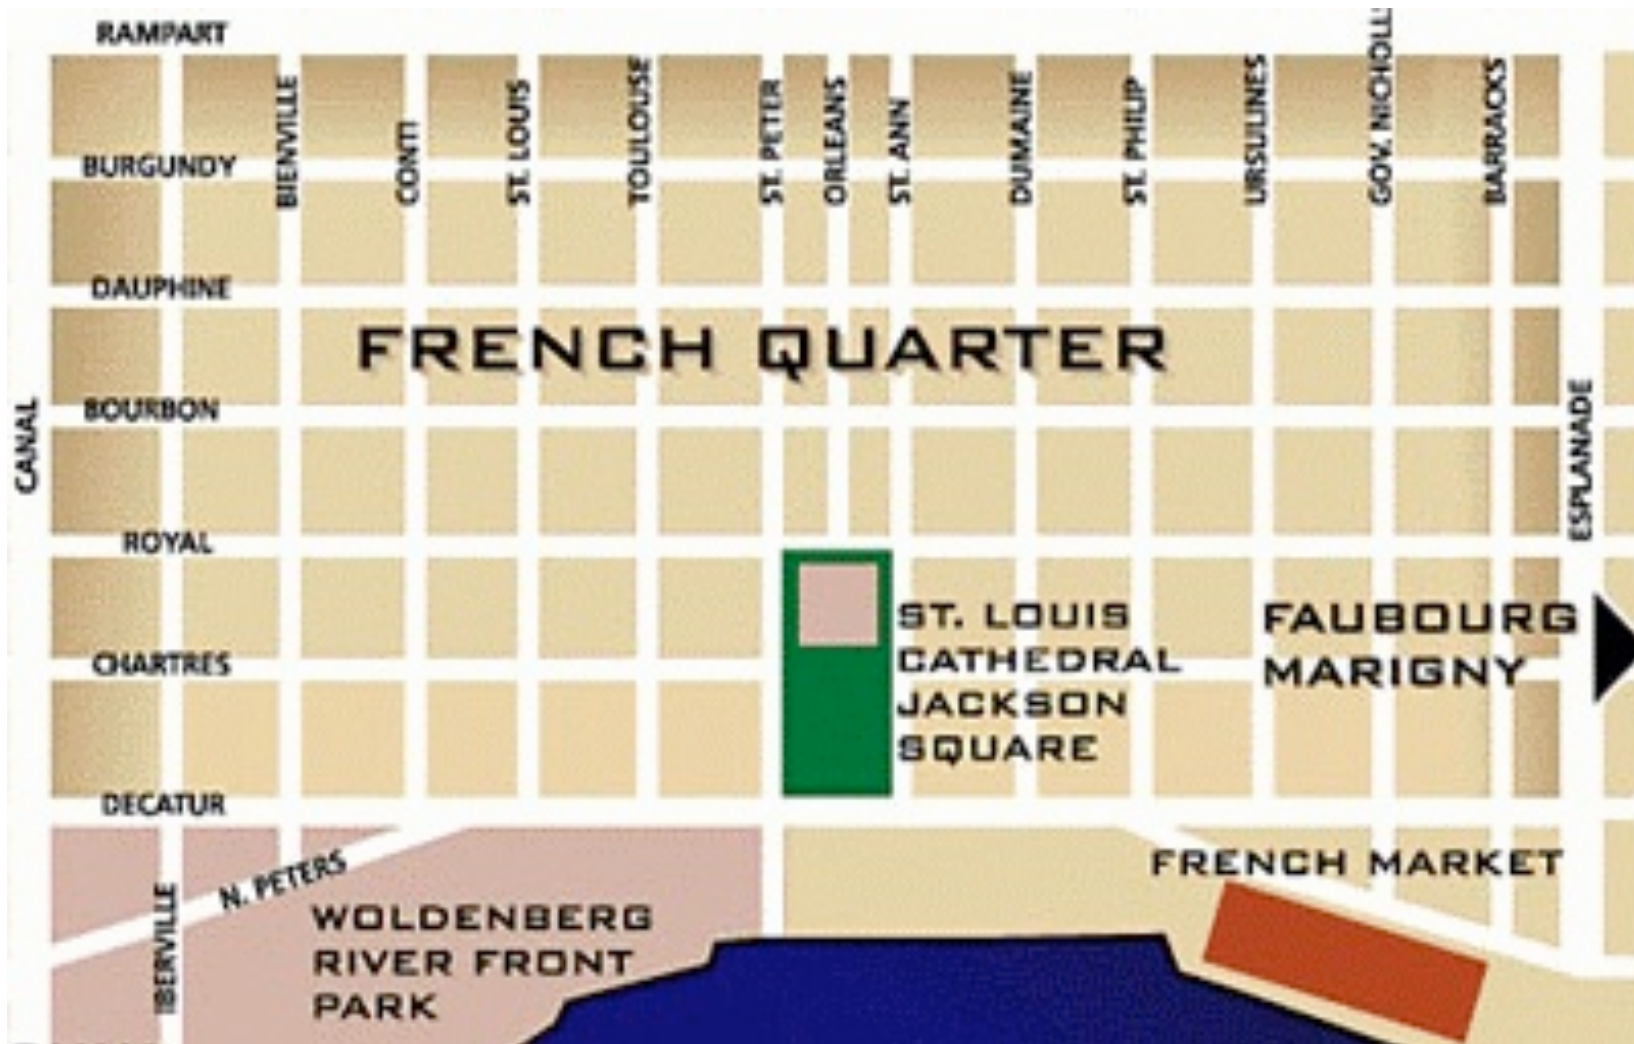 RAMPART
BIENVILLE
CONTI
ST. LOUIS
TOULOUSE
ST. PETER
ORLEANS
ST. ANN
DUMAINE
ST. PHILIP
URSULINES
GOV. NICHOLL
BARRACKS
BURGUNDY
DAUPHINE
FRENCH QUARTER
BOURBON
CANAL
ESPLANADE
ROYAL
ST. LOUIS
CATHEDRAL
JACKSON
SQUARE
FAUBOURG
MARIGNY
CHARTRES
DECATUR
N. PETERS
IBERVILLE
WOLDENBERG
RIVER FRONT
PARK
FRENCH MARKET